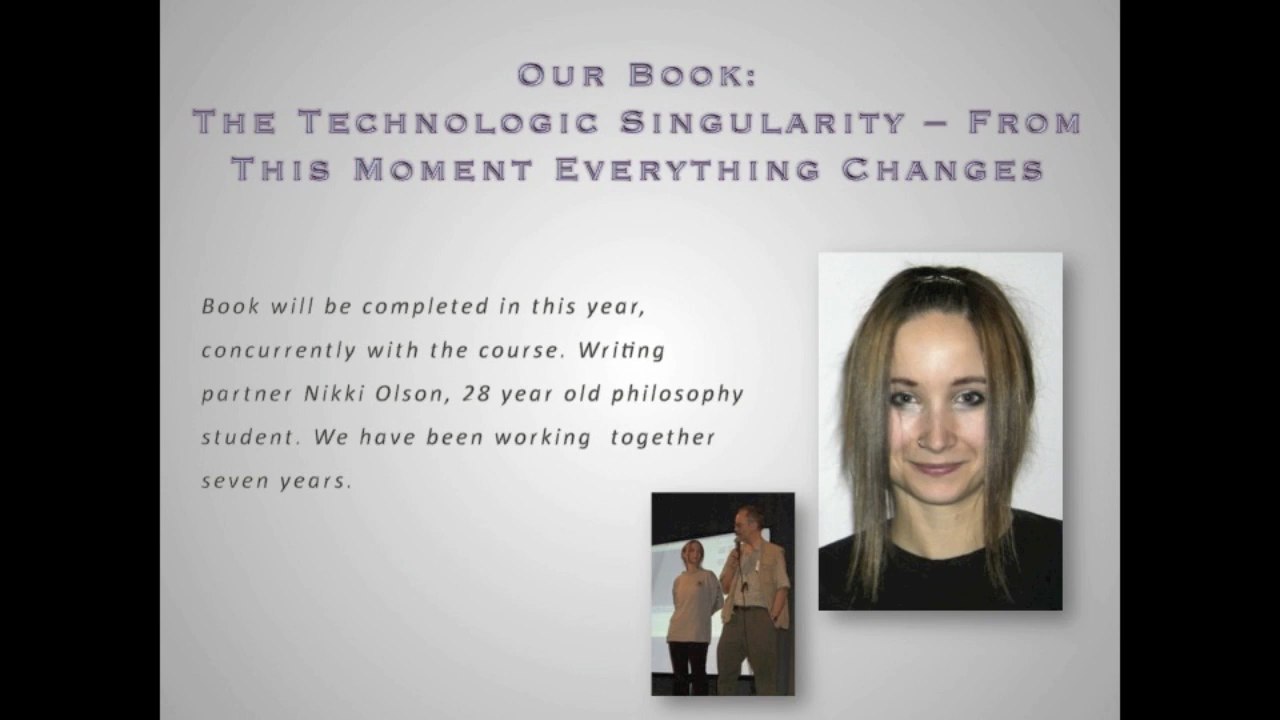 Our Book:
The Technologic Singularity – From
This Moment Everything Changes
Book will be completed in this year,
concurrently with the course. Writing
partner Nikki Olson, 28 year old philosophy
student. We have been working  together
seven years.